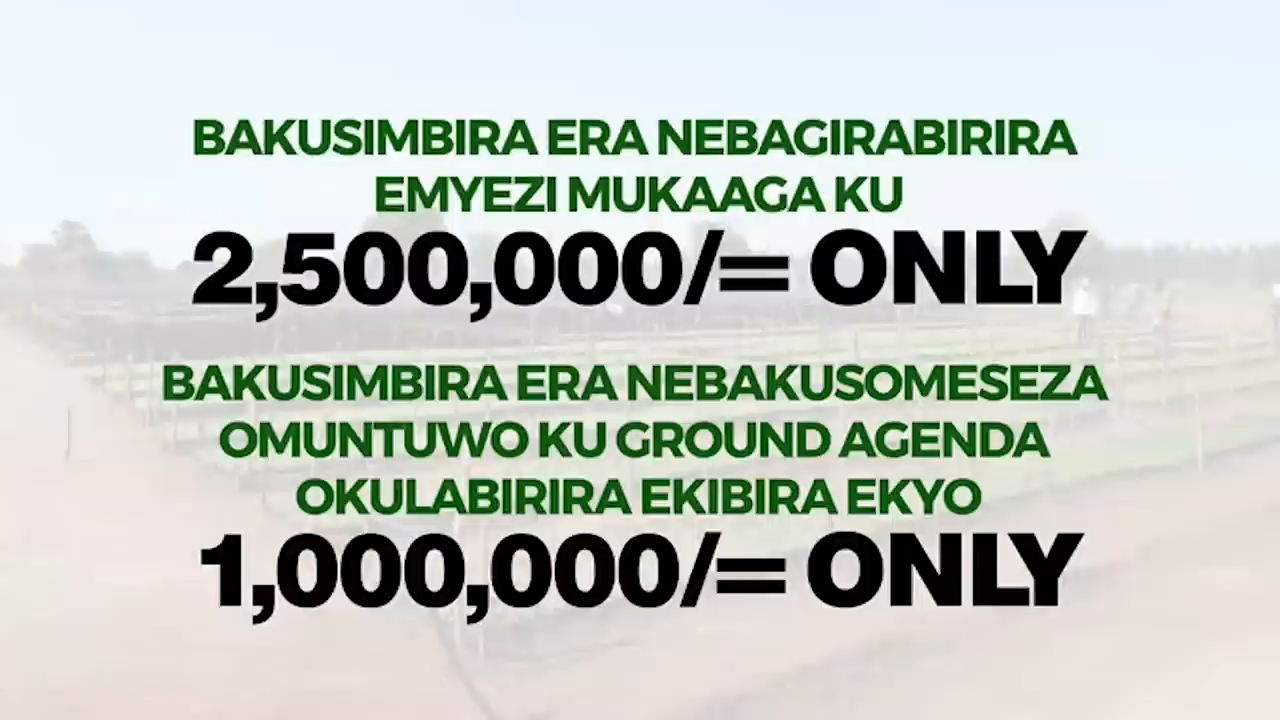 BAKUSIMBIRA ERA NEBAGIRABIRIRA
EMYEZI MUKAAGA KU
2,500,000/= ONLY
BAKUSIMBIRA ERA NEBAKUSOMESEZA
OMUNTUWO KU GROUND AGENDA
OKULABIRIRA EKIBIRA EKYO
1,000,000/= ONLY